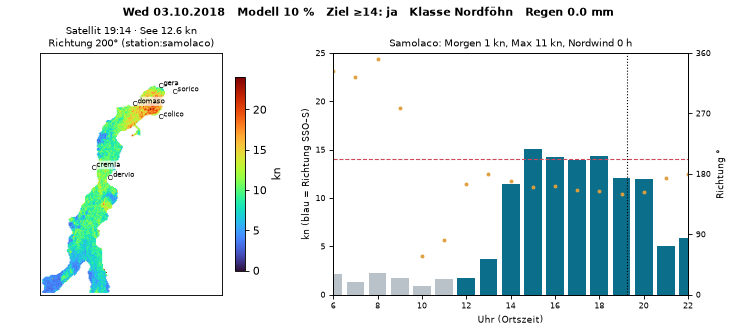 Wed 03.10.2018   Modell 10 %   Ziel ≥14: ja   Klasse Nordföhn   Regen 0.0 mm
Satellit 19:14 · See 12.6 kn
Richtung 200° (station:samolaco)
gera
sorico
domaso
colico
cremia
dervio
20
15
10
5
0
kn
Samolaco: Morgen 1 kn, Max 11 kn, Nordwind 0 h
25
20
15
10
5
0
kn (blau = Richtung SSO–S)
360
270
180
90
0
Richtung °
6 8 10 12 14 16 18 20 22
Uhr (Ortszeit)